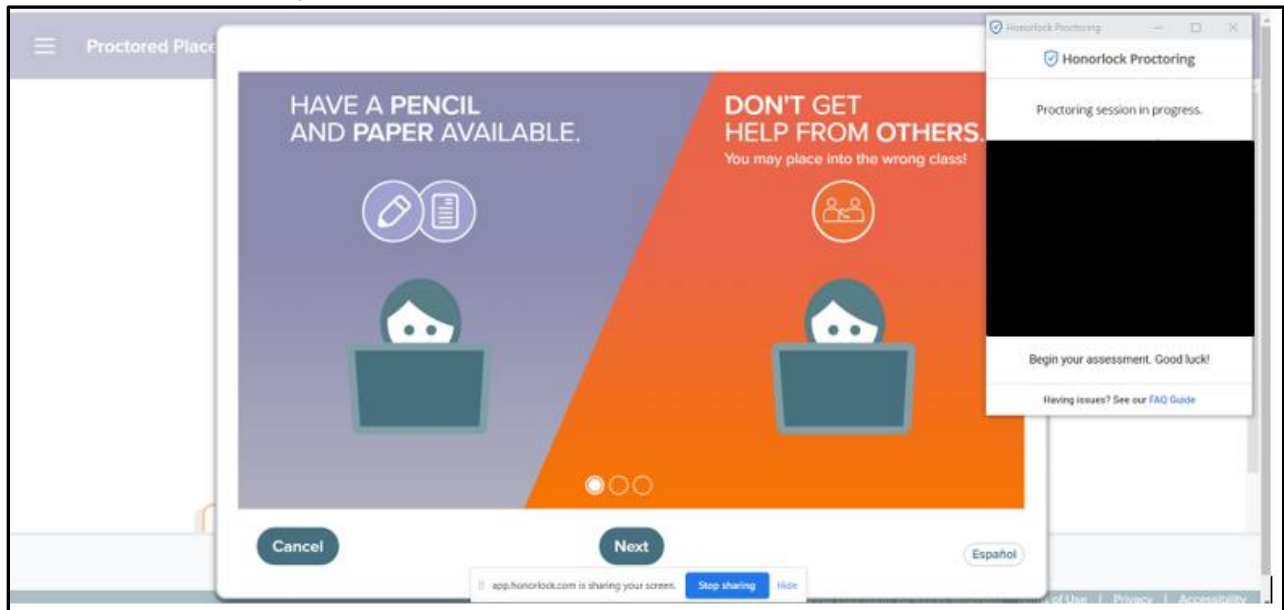 Proctored Place
HAVE A PENCIL
AND PAPER AVAILABLE.
DON'T GET
HELP FROM OTHERS.
You may place into the wrong class!
Honorlock Proctoring
Honorlock Proctoring
Proctoring session in progress.
Begin your assessment. Good luck!
Having issues? See our FAQ Guide
Cancel
Next
Español
app.honorlock.com is sharing your screen.
Stop sharing
Hide
of Use | Privacy | Accessibility